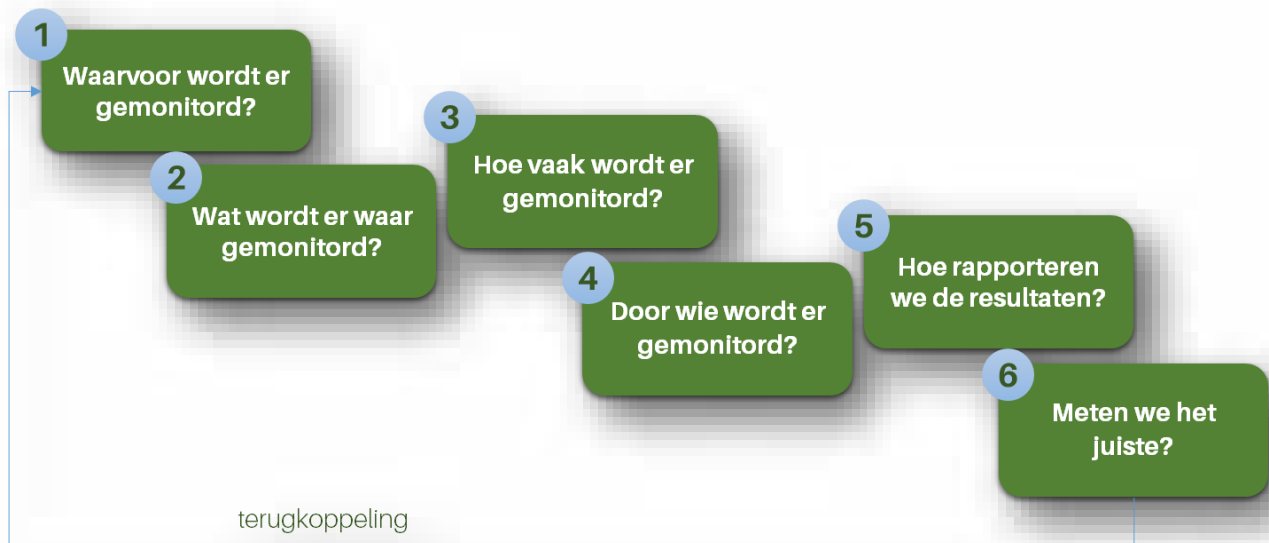 1
Waarvoor wordt er
gemonitord?
2
Wat wordt er waar
gemonitord?
3
Hoe vaak wordt er
gemonitord?
4
Door wie wordt er
gemonitord?
5
Hoe rapporteren
we de resultaten?
6
Meten we het
juiste?
terugkoppeling